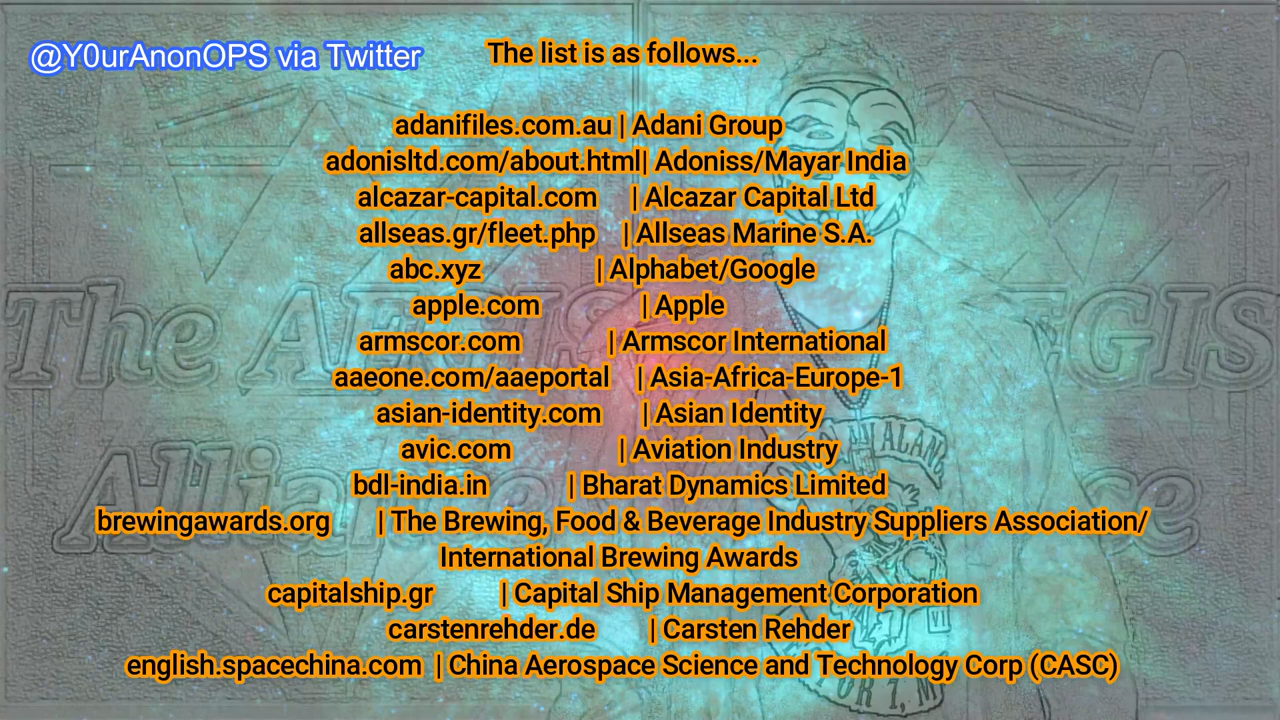 @Y0urAnonOPS via Twitter
The list is as follows...
adanifiles.com.au | Adani Group
adonisltd.com/about.html| Adoniss/Mayar India
alcazar-capital.com | Alcazar Capital Ltd
allseas.gr/fleet.php | Allseas Marine S.A.
abc.xyz | Alphabet/Google
apple.com | Apple
armscor.com | Armscor International
aaeone.com/aaeportal | Asia-Africa-Europe-1
asian-identity.com | Asian Identity
avic.com | Aviation Industry
bdl-india.in | Bharat Dynamics Limited
brewingawards.org | The Brewing, Food & Beverage Industry Suppliers Association/
International Brewing Awards
capitalship.gr | Capital Ship Management Corporation
carstenrehder.de | Carsten Rehder
english.spacechina.com | China Aerospace Science and Technology Corp (CASC)
The AEGIS
Alliance